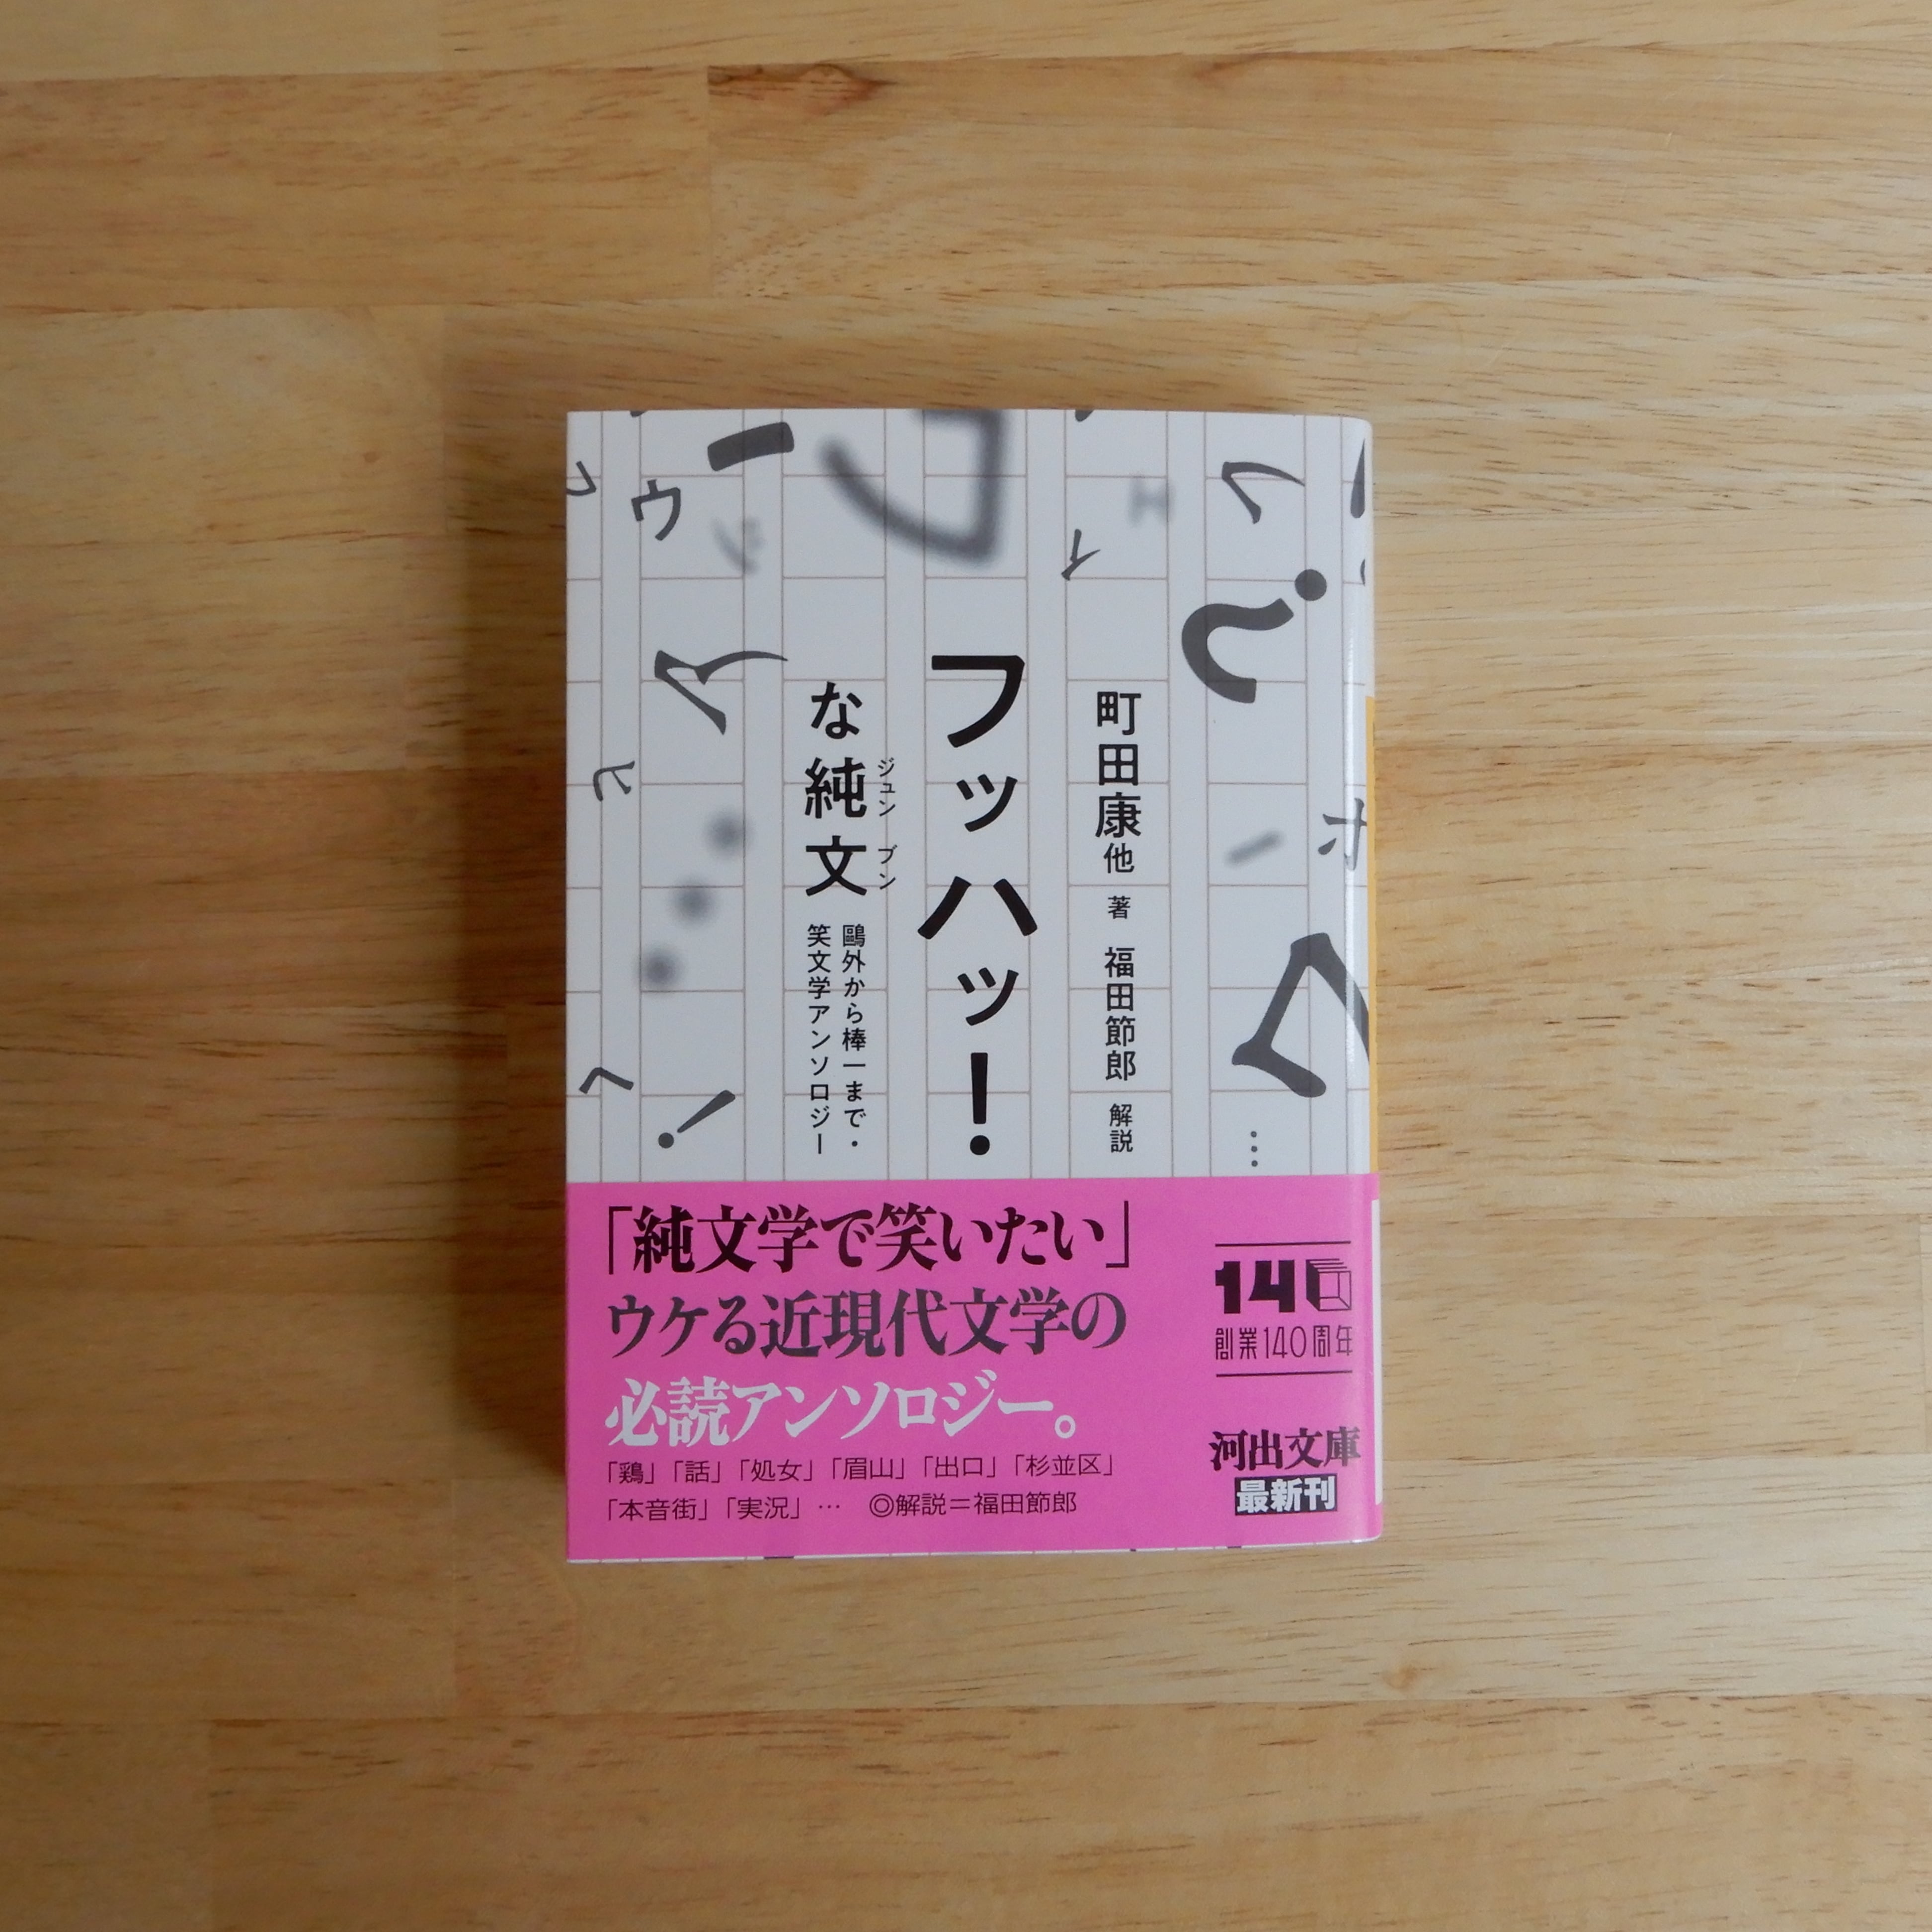 町田康他 著 福田節郎 解説
フッハッ!
な純文
ジュンブン
鷗外から棒一まで・
笑文学アンソロジー
「純文学で笑いたい」
ウケる近現代文学の
必読アンソロジー。
「鶏」「話」「処女」「眉山」「出口」「杉並区」
「本音街」「実況」… ◎解説=福田節郎
140
創業140周年
河出文庫
最新刊